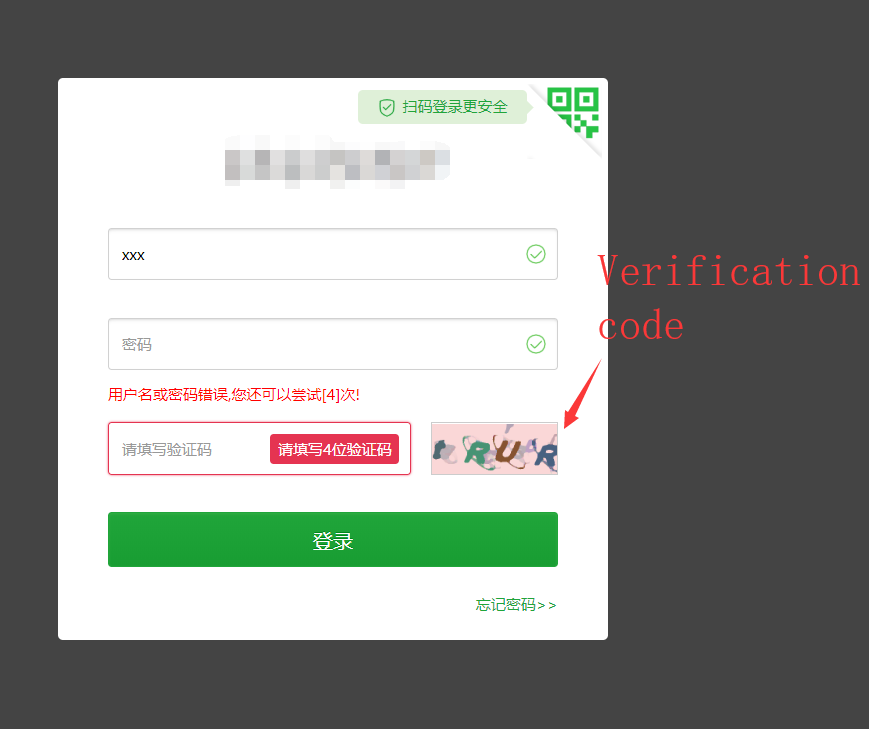 扫码登录更安全
xxx
Verification
code
密码
用户名或密码错误,您还可以尝试[4]次!
请填写验证码 请填写4位验证码
登录
忘记密码>>